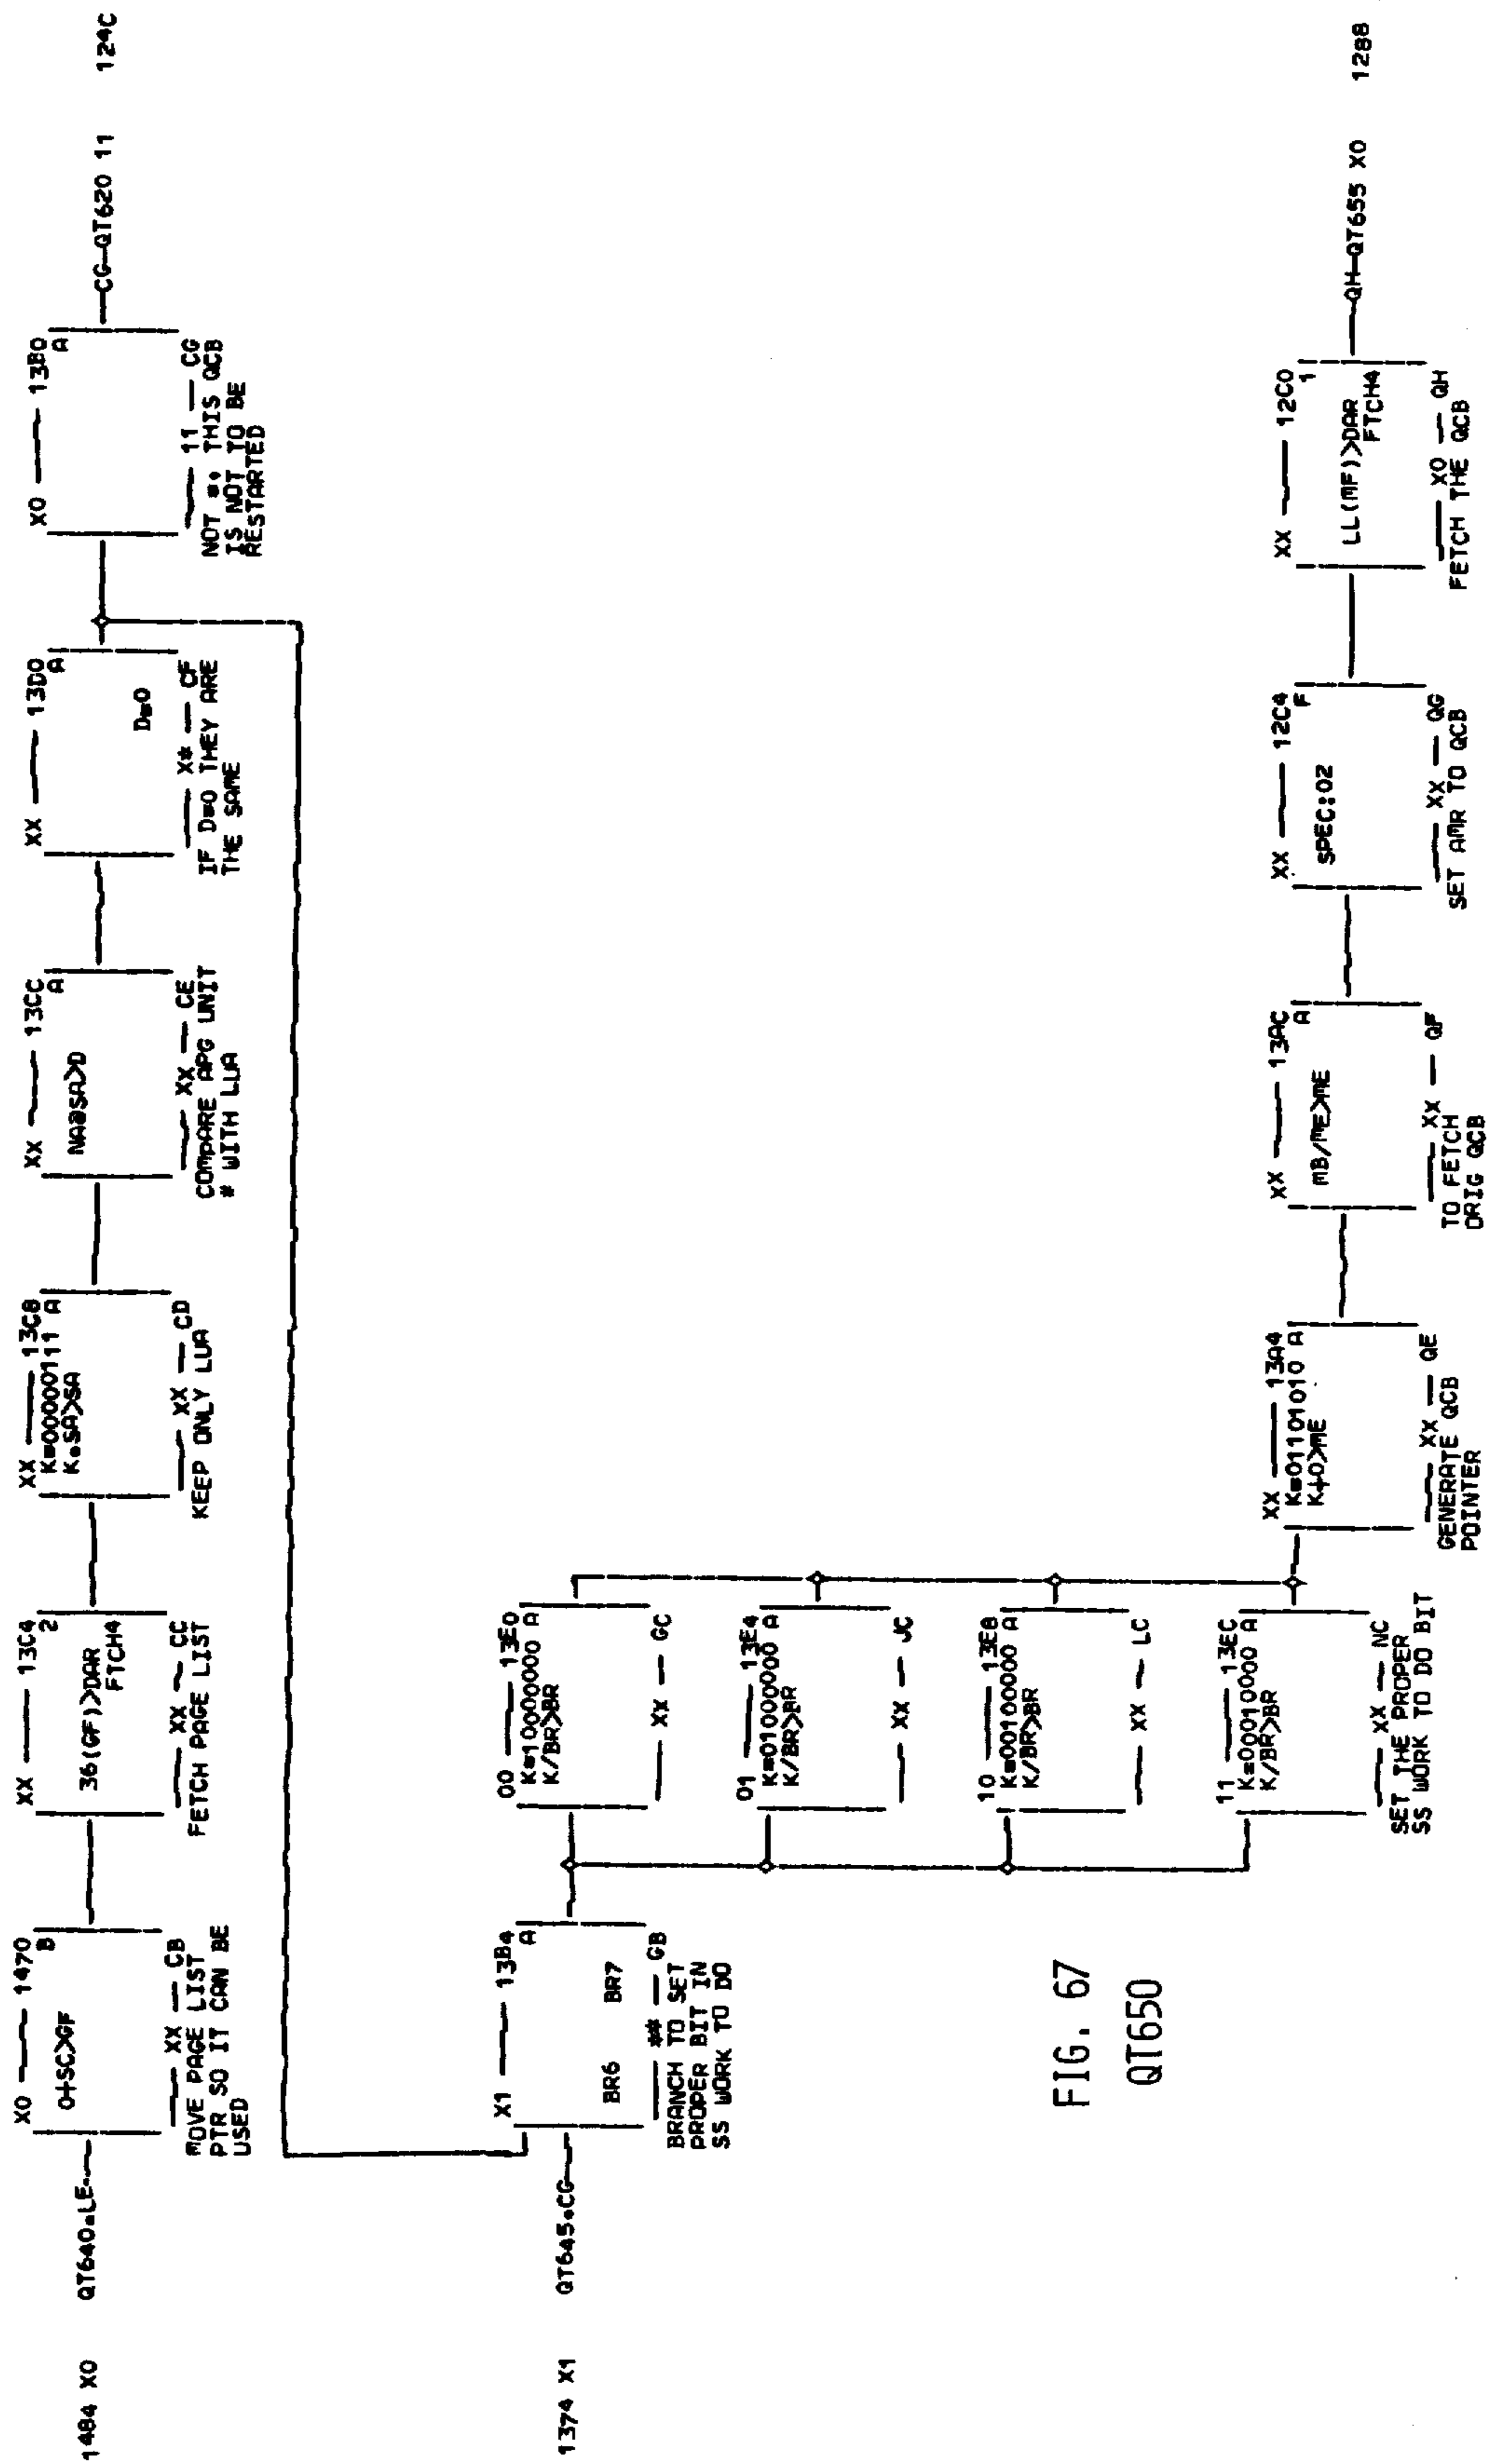 1484 X0 QT640.LE
X0 1470
B
0+SC>GF
XX CB
MOVE PAGE LIST
PTR SO IT CAN BE
USED
XX 13C4
2
36(GF)>DAR
FTCH4
XX CC
FETCH PAGE LIST
XX 13C8
K=00000111 A
K.SA>SA
XX CD
KEEP ONLY LUA
XX 13CC
A
NA@SA>D
XX CE
COMPARE APG UNIT
# WITH LUA
XX 13D0
A
D=0
X* CF
IF D=0 THEY ARE
THE SAME
X0 13B0
A
11 CG
NOT =, THIS QCB
IS NOT TO BE
RESTARTED
CG QT620 11 124C
1374 X1 QT645.CG
X1 13B4
A
BR6 BR7
** GB
BRANCH TO SET
PROPER BIT IN
SS WORK TO DO
00 13E0
K=10000000 A
K/BR>BR
XX GC
01 13E4
K=01000000 A
K/BR>BR
XX JC
10 13E8
K=00100000 A
K/BR>BR
XX LC
11 13EC
K=00010000 A
K/BR>BR
XX NC
SET THE PROPER
SS WORK TO DO BIT
XX 13A4
K=01101010 A
K+0>ME
XX QE
GENERATE QCB
POINTER
XX 13AC
A
MB/ME>ME
XX QF
TO FETCH
ORIG QCB
XX 12C4
F
SPEC:02
XX QG
SET AMR TO QCB
XX 12C0
1
LL(MF)>DAR
FTCH4
X0 QH
FETCH THE QCB
QH QT655 X0 1288
FIG. 67
QT650